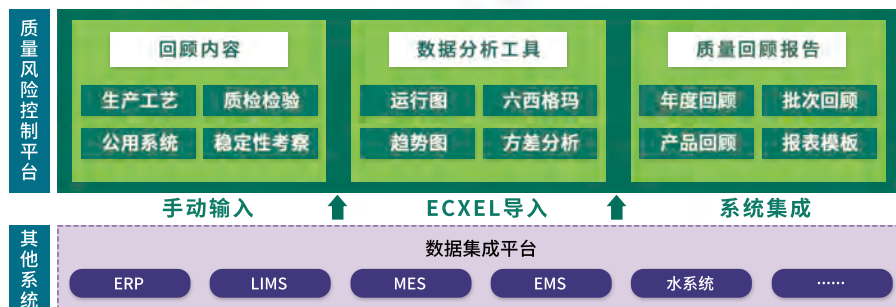 质量风险控制平台
回顾内容
生产工艺 质检检验
公用系统 稳定性考察
数据分析工具
运行图 六西格玛
趋势图 方差分析
质量回顾报告
年度回顾 批次回顾
产品回顾 报表模板
手动输入 ECXEL导入 系统集成
其他系统
数据集成平台
ERP LIMS MES EMS 水系统 ……